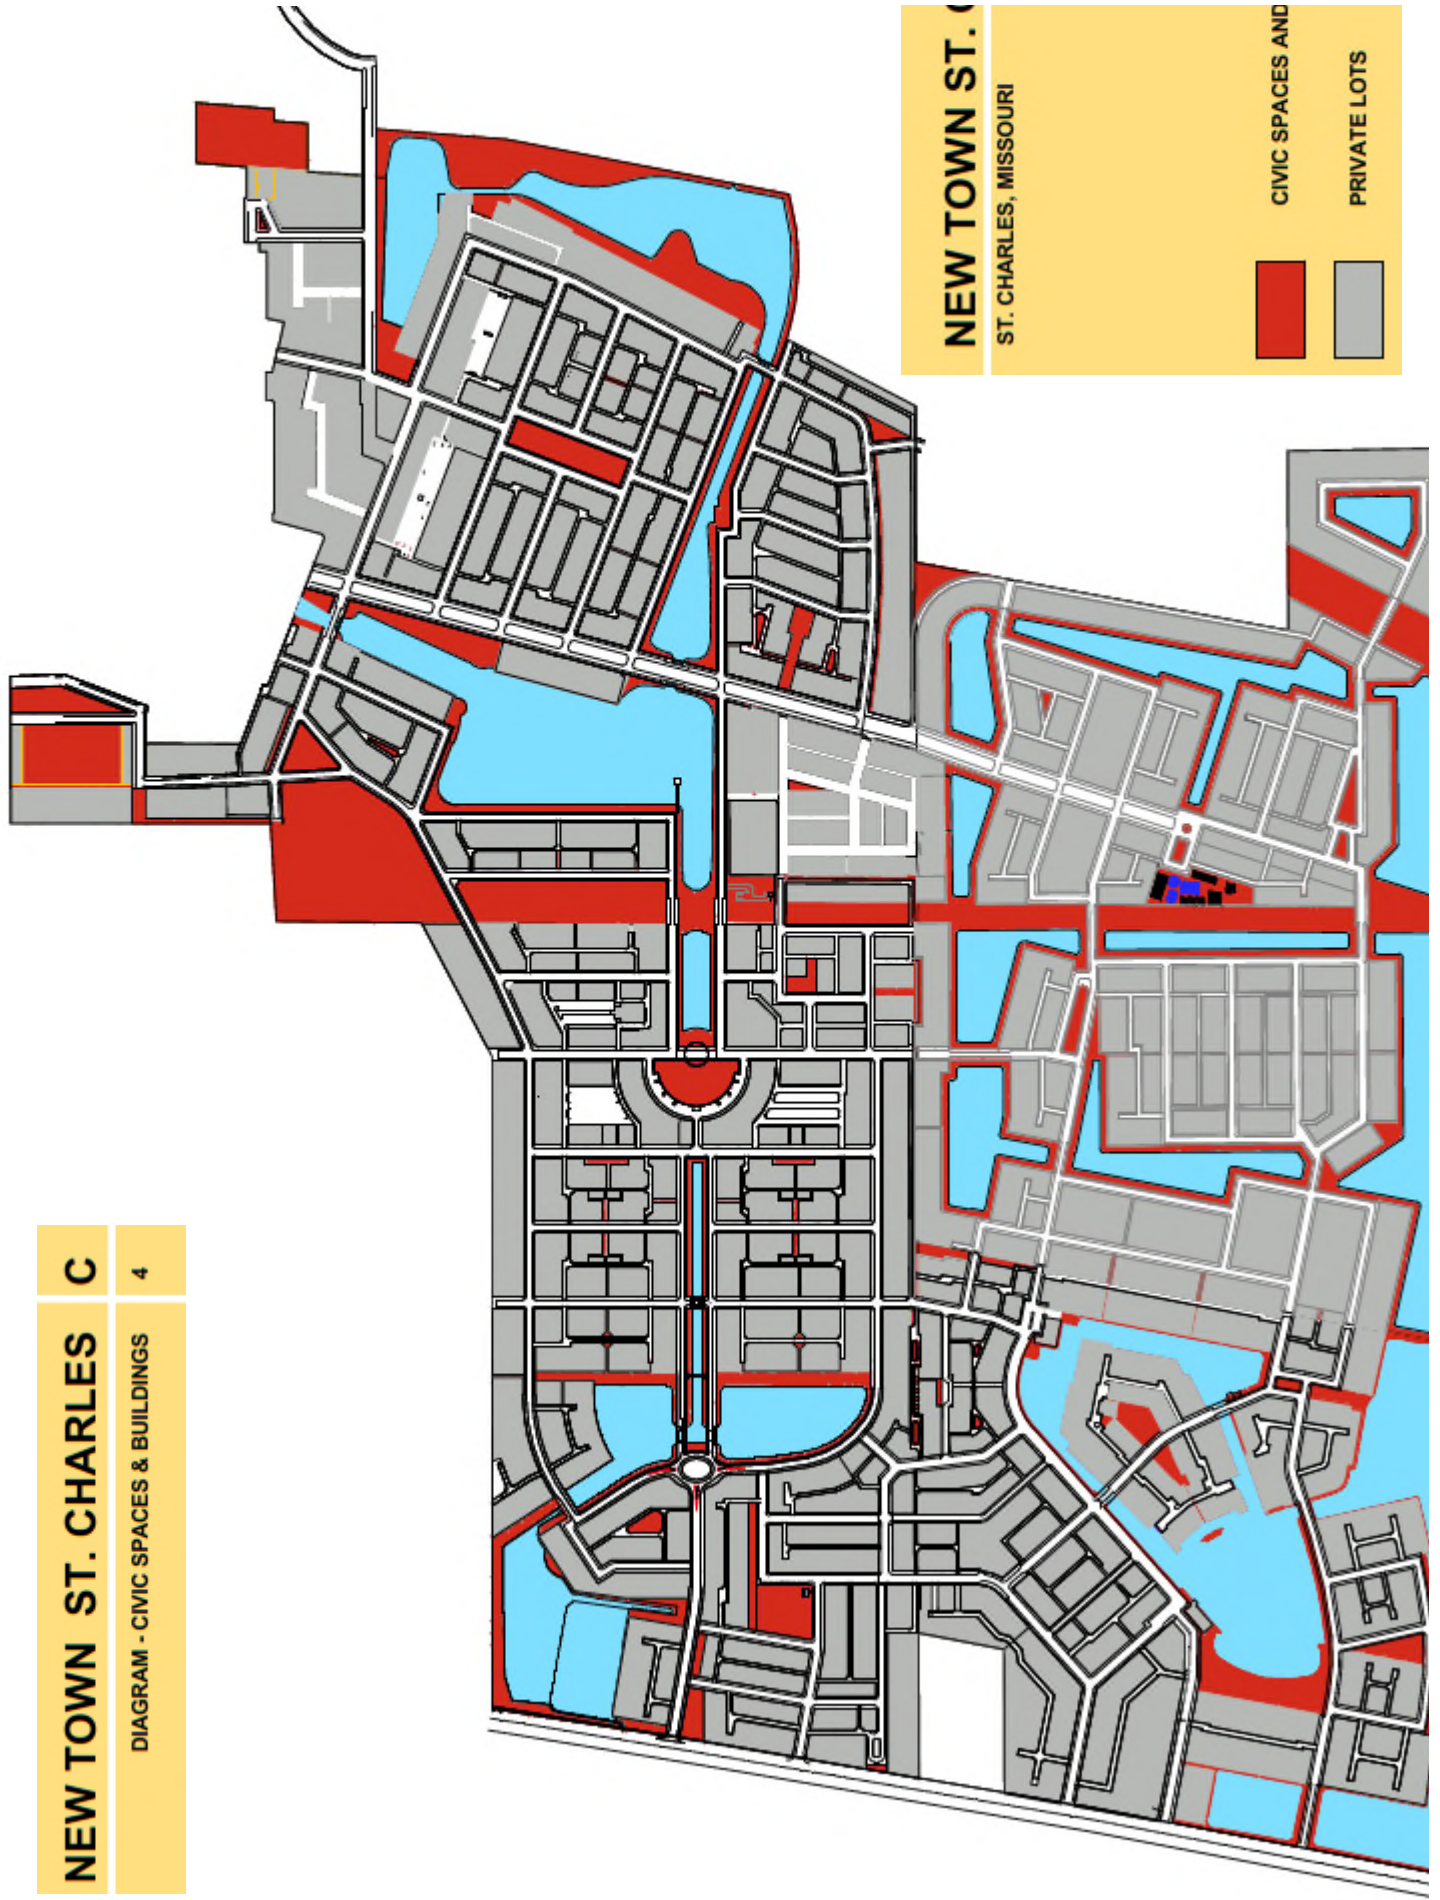 NEW TOWN ST. CHARLES C
DIAGRAM - CIVIC SPACES & BUILDINGS 4
NEW TOWN ST.
ST. CHARLES, MISSOURI
CIVIC SPACES AND
PRIVATE LOTS